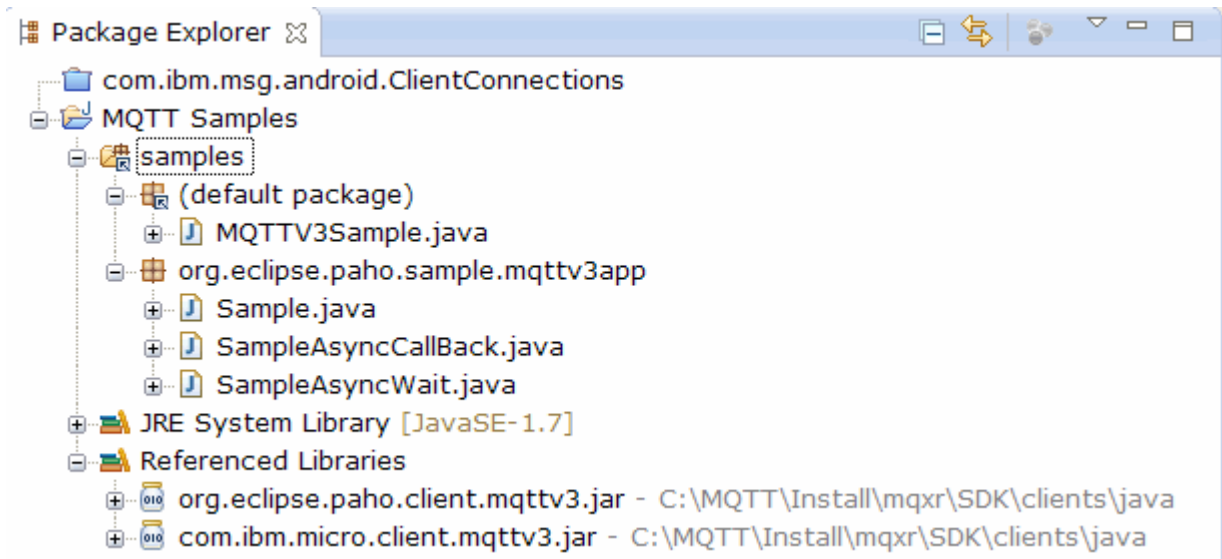 Package Explorer
com.ibm.msg.android.ClientConnections
MQTT Samples
samples
(default package)
MQTTV3Sample.java
org.eclipse.paho.sample.mqttv3app
Sample.java
SampleAsyncCallBack.java
SampleAsyncWait.java
JRE System Library [JavaSE-1.7]
Referenced Libraries
org.eclipse.paho.client.mqttv3.jar - C:\MQTT\Install\mqxr\SDK\clients\java
com.ibm.micro.client.mqttv3.jar - C:\MQTT\Install\mqxr\SDK\clients\java